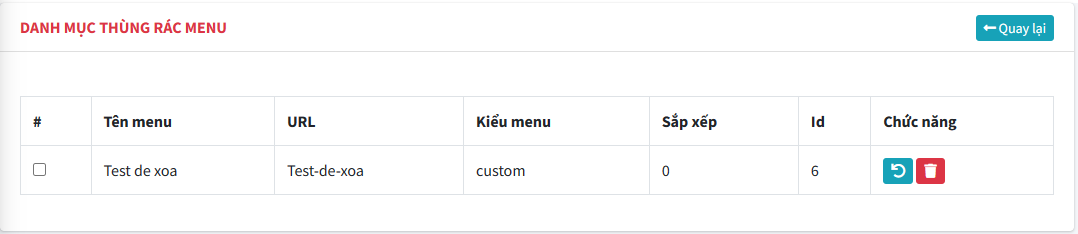 DANH MỤC THÙNG RÁC MENU
Quay lại
# Tên menu URL Kiểu menu Sắp xếp Id Chức năng
Test de xoa Test-de-xoa custom 0 6